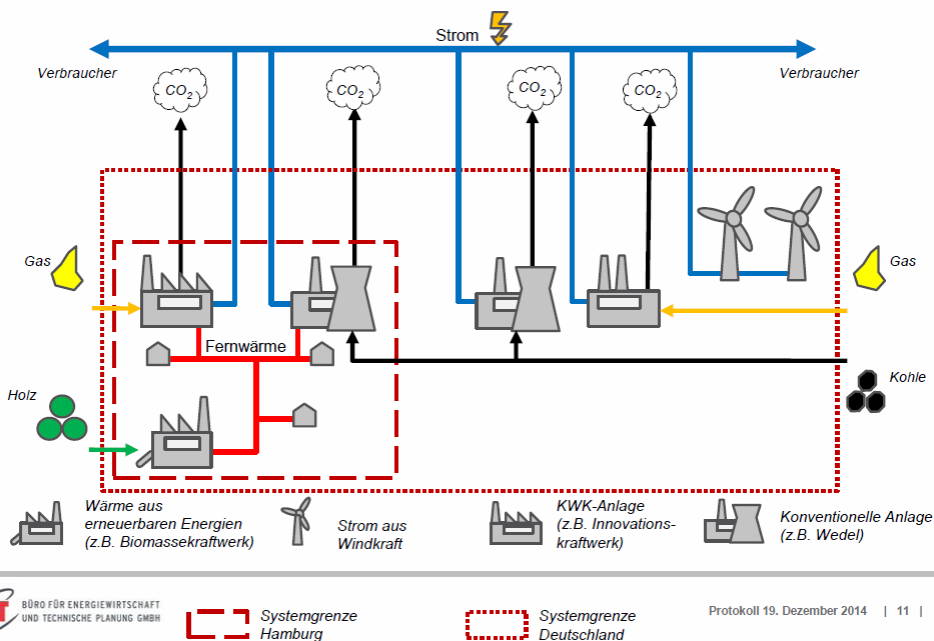 Strom
Verbraucher
Verbraucher
CO2
CO2
CO2
CO2
Gas
Gas
Fernwärme
Holz
Kohle
Wärme aus
erneuerbaren Energien
(z.B. Biomassekraftwerk)
Strom aus
Windkraft
KWK-Anlage
(z.B. Innovations-
kraftwerk)
Konventionelle Anlage
(z.B. Wedel)
BÜRO FÜR ENERGIEWIRTSCHAFT
UND TECHNISCHE PLANUNG GMBH
Systemgrenze
Hamburg
Systemgrenze
Deutschland
Protokoll 19. Dezember 2014 | 11 |